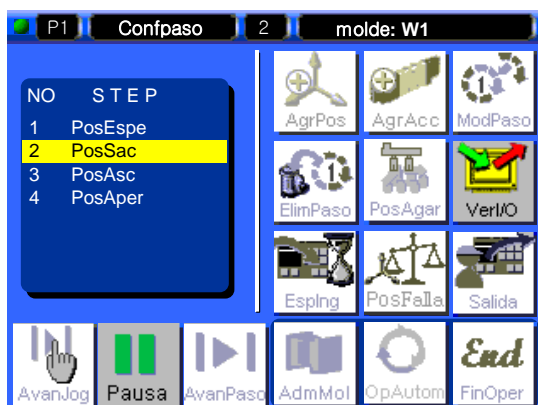 P1 Confpaso 2 molde: W1
NO STEP
1 PosEspe
2 PosSac
3 PosAsc
4 PosAper
AgrPos AgrAcc ModPaso
ElimPaso PosAgar VerI/O
EspIng PosFalla Salida
End
AvanJog Pausa AvanPaso AdmMol OpAutom FinOper